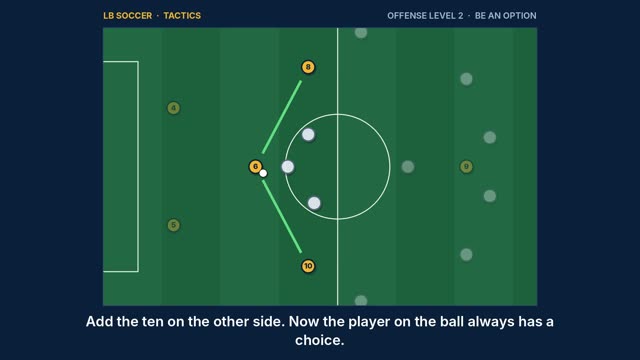 LB SOCCER · TACTICS
OFFENSE LEVEL 2 · BE AN OPTION
8
4
6
9
5
10
Add the ten on the other side. Now the player on the ball always has a
choice.